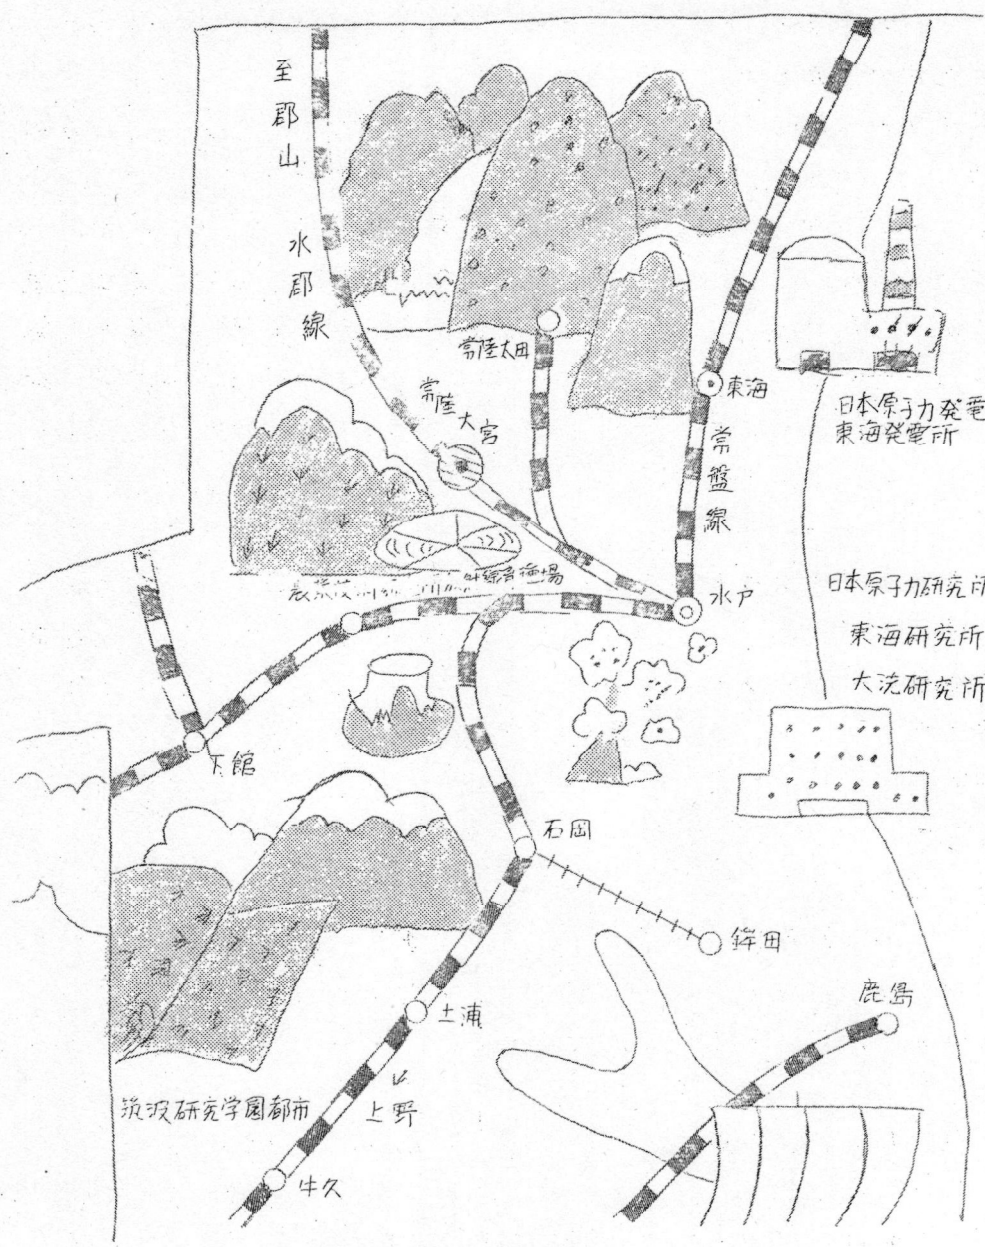 至郡山
水郡線
常陸太田
常陸
大宮
東海
日本原子力発電
東海発電所
常盤線
水戸
日本原子力研究所
東海研究所
大洗研究所
下館
石岡
鉾田
鹿島
土浦
上野
筑波研究学園都市
牛久